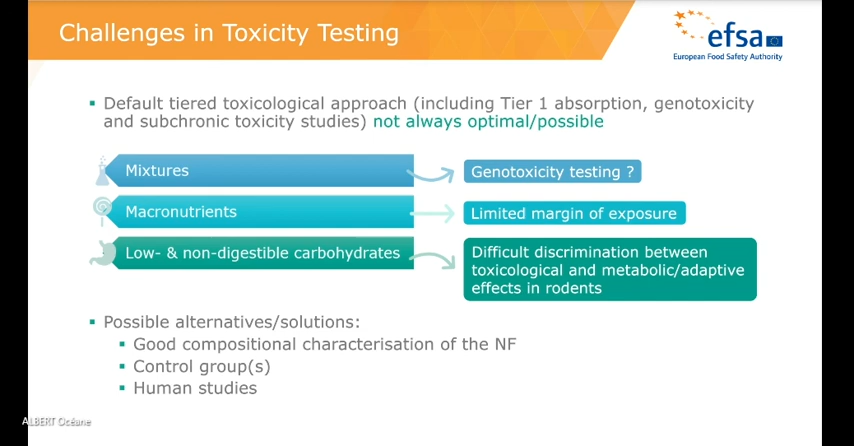 Challenges in Toxicity Testing
efsa
European Food Safety Authority
Default tiered toxicological approach (including Tier 1 absorption, genotoxicity
and subchronic toxicity studies) not always optimal/possible
Mixtures
Genotoxicity testing ?
Macronutrients
Limited margin of exposure
Low- & non-digestible carbohydrates
Difficult discrimination between
toxicological and metabolic/adaptive
effects in rodents
Possible alternatives/solutions:
Good compositional characterisation of the NF
Control group(s)
Human studies
ALBERT Océane